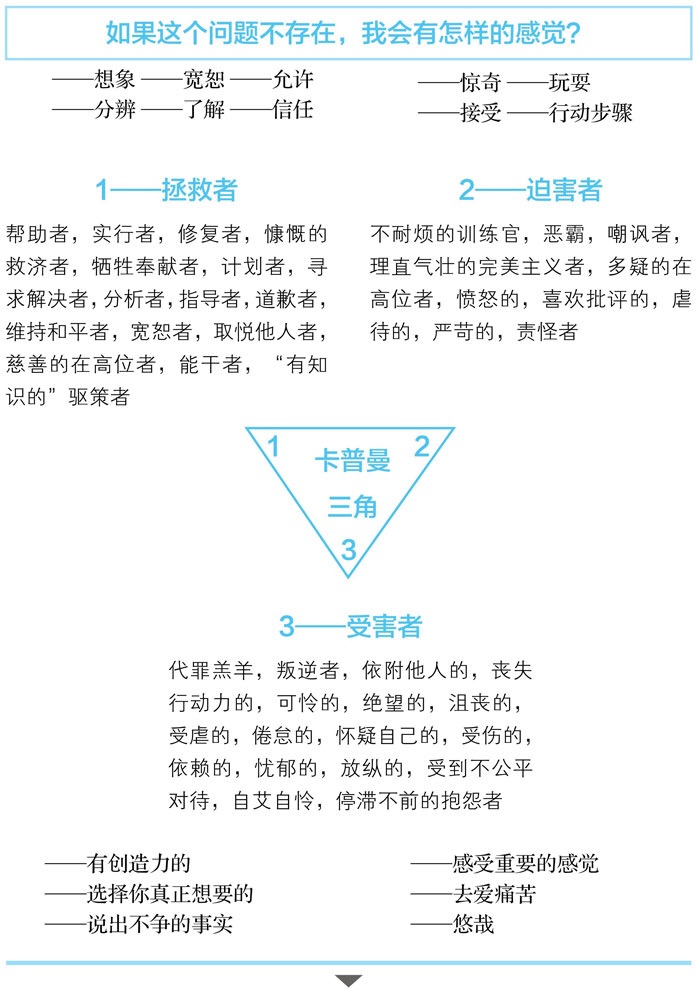 如果这个问题不存在，我会有怎样的感觉？
——想象 ——宽恕 ——允许
——分辨 ——了解 ——信任
——惊奇 ——玩耍
——接受 ——行动步骤
1——拯救者
帮助者，实行者，修复者，慷慨的
救济者，牺牲奉献者，计划者，寻
求解决者，分析者，指导者，道歉者，
维持和平者，宽恕者，取悦他人者，
慈善的在高位者，能干者，“有知
识的”驱策者
2——迫害者
不耐烦的训练官，恶霸，嘲讽者，
理直气壮的完美主义者，多疑的在
高位者，愤怒的，喜欢批评的，虐
待的，严苛的，责怪者
1 卡普曼 2
三角
3
3——受害者
代罪羔羊，叛逆者，依附他人的，丧失
行动力的，可怜的，绝望的，沮丧的，
受虐的，倦怠的，怀疑自己的，受伤的，
依赖的，忧郁的，放纵的，受到不公平
对待，自艾自怜，停滞不前的抱怨者
——有创造力的
——选择你真正想要的
——说出不争的事实
——感受重要的感觉
——去爱痛苦
——悠哉